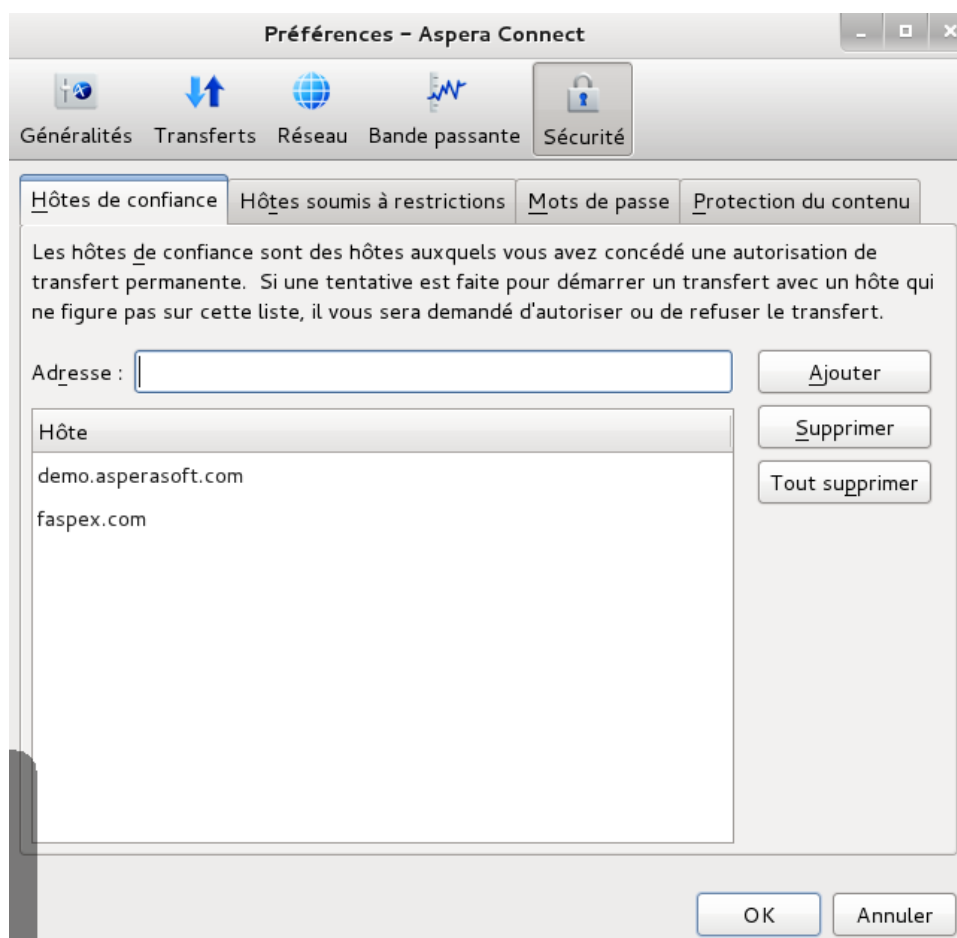 Préférences – Aspera Connect
Généralités Transferts Réseau Bande passante Sécurité
Hôtes de confiance Hôtes soumis à restrictions Mots de passe Protection du contenu
Les hôtes de confiance sont des hôtes auxquels vous avez concédé une autorisation de
transfert permanente. Si une tentative est faite pour démarrer un transfert avec un hôte qui
ne figure pas sur cette liste, il vous sera demandé d'autoriser ou de refuser le transfert.
Adresse : Ajouter
Hôte Supprimer
demo.asperasoft.com Tout supprimer
faspex.com
OK Annuler